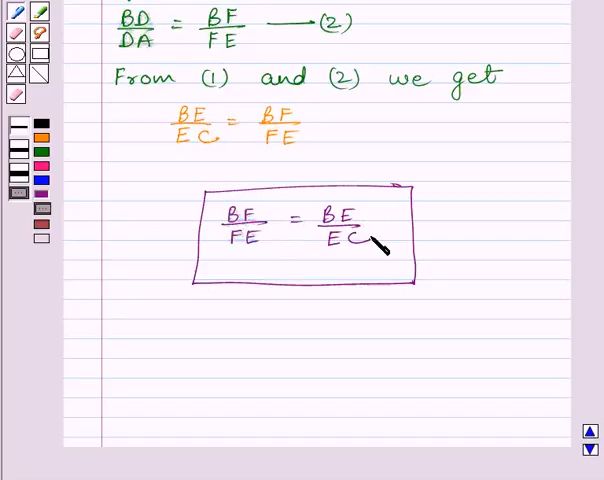 BD/DA = BF/FE —— (2)
From (1) and (2) we get
BE/EC = BF/FE
BF/FE = BE/EC